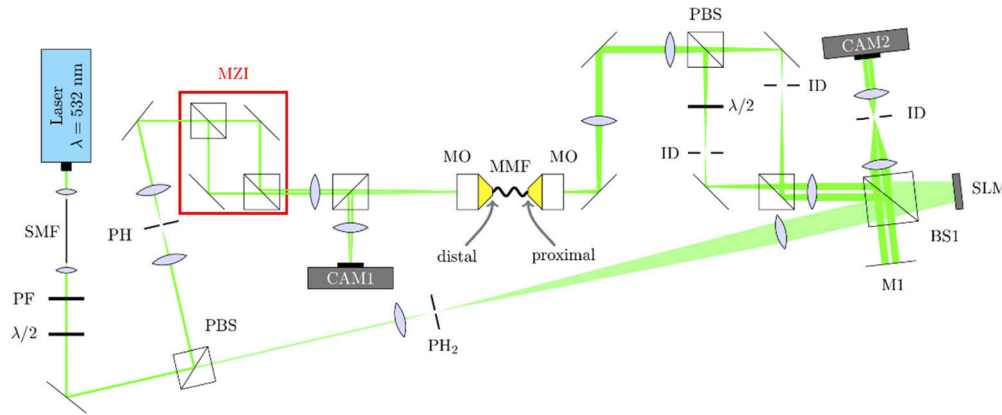 Laser
λ = 532 nm
SMF
PF
λ/2
PH
PBS
MZI
CAM1
MO
MMF
MO
distal
proximal
PH₂
PBS
λ/2
ID
ID
CAM2
ID
SLM
BS1
M1